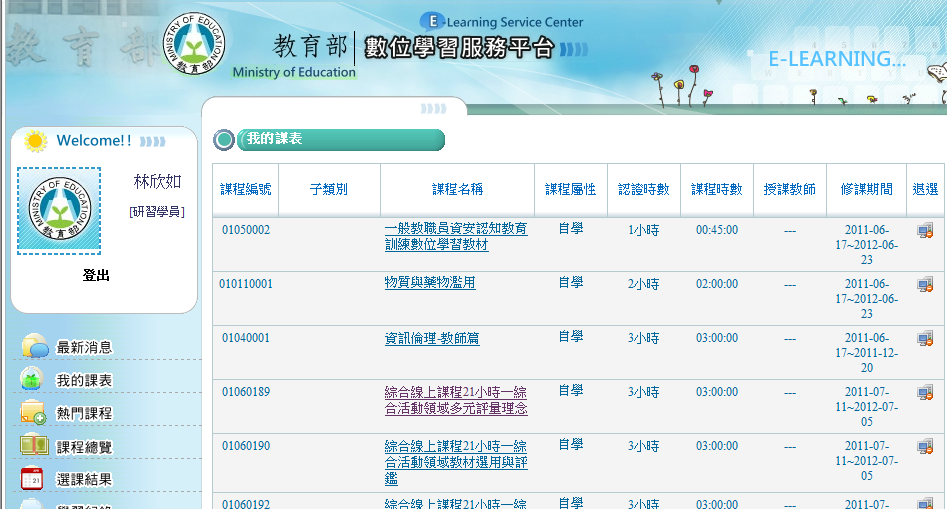 教育部
MINISTRY OF EDUCATION
教育部
教育部
Ministry of Education
E-Learning Service Center
數位學習服務平台
E-LEARNING...
Welcome!!
MINISTRY OF EDUCATION
教育部
林欣如
[研習學員]
登出
最新消息
我的課表
熱門課程
課程總覽
選課結果
我的課表
課程編號 子類別 課程名稱 課程屬性 認證時數 課程時數 授課教師 修課期間 退選
01050002 一般教職員資安認知教育 自學 1小時 00:45:00 --- 2011-06-
訓練數位學習教材 17~2012-06-
23
010110001 物質與藥物濫用 自學 2小時 02:00:00 --- 2011-06-
17~2012-06-
23
01040001 資訊倫理-教師篇 自學 3小時 03:00:00 --- 2011-06-
17~2011-12-
20
01060189 綜合線上課程21小時—綜 自學 3小時 03:00:00 --- 2011-07-
合活動領域多元評量理念 11~2012-07-
05
01060190 綜合線上課程21小時—綜 自學 3小時 03:00:00 --- 2011-07-
合活動領域教材選用與評 11~2012-07-
鑑 05
01060192 綜合線上課程21小時—綜 自學 3小時 03:00:00 --- 2011-07-